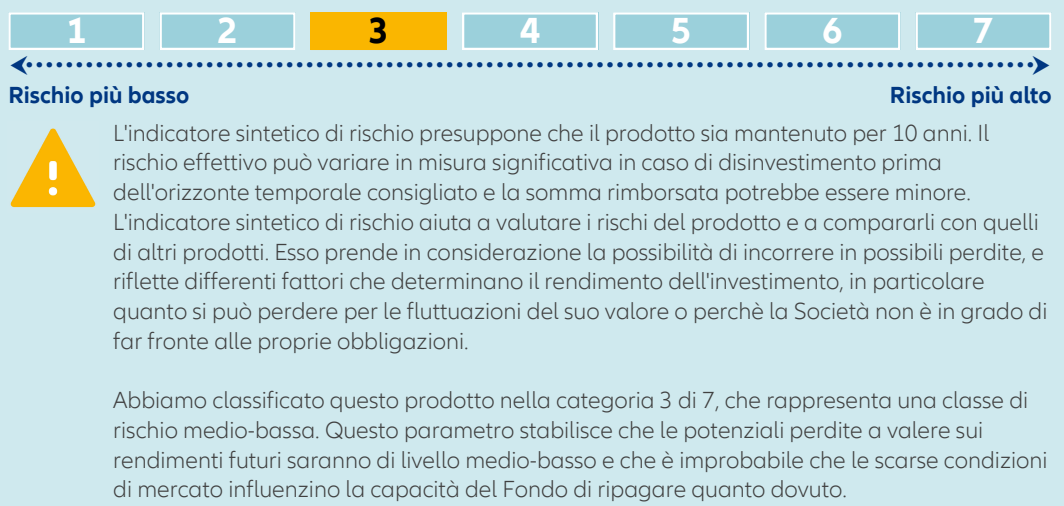 1 2 3 4 5 6 7
Rischio più basso Rischio più alto
L'indicatore sintetico di rischio presuppone che il prodotto sia mantenuto per 10 anni. Il
rischio effettivo può variare in misura significativa in caso di disinvestimento prima
dell'orizzonte temporale consigliato e la somma rimborsata potrebbe essere minore.
L'indicatore sintetico di rischio aiuta a valutare i rischi del prodotto e a compararli con quelli
di altri prodotti. Esso prende in considerazione la possibilità di incorrere in possibili perdite, e
riflette differenti fattori che determinano il rendimento dell'investimento, in particolare
quanto si può perdere per le fluttuazioni del suo valore o perchè la Società non è in grado di
far fronte alle proprie obbligazioni.
Abbiamo classificato questo prodotto nella categoria 3 di 7, che rappresenta una classe di
rischio medio-bassa. Questo parametro stabilisce che le potenziali perdite a valere sui
rendimenti futuri saranno di livello medio-basso e che è improbabile che le scarse condizioni
di mercato influenzino la capacità del Fondo di ripagare quanto dovuto.